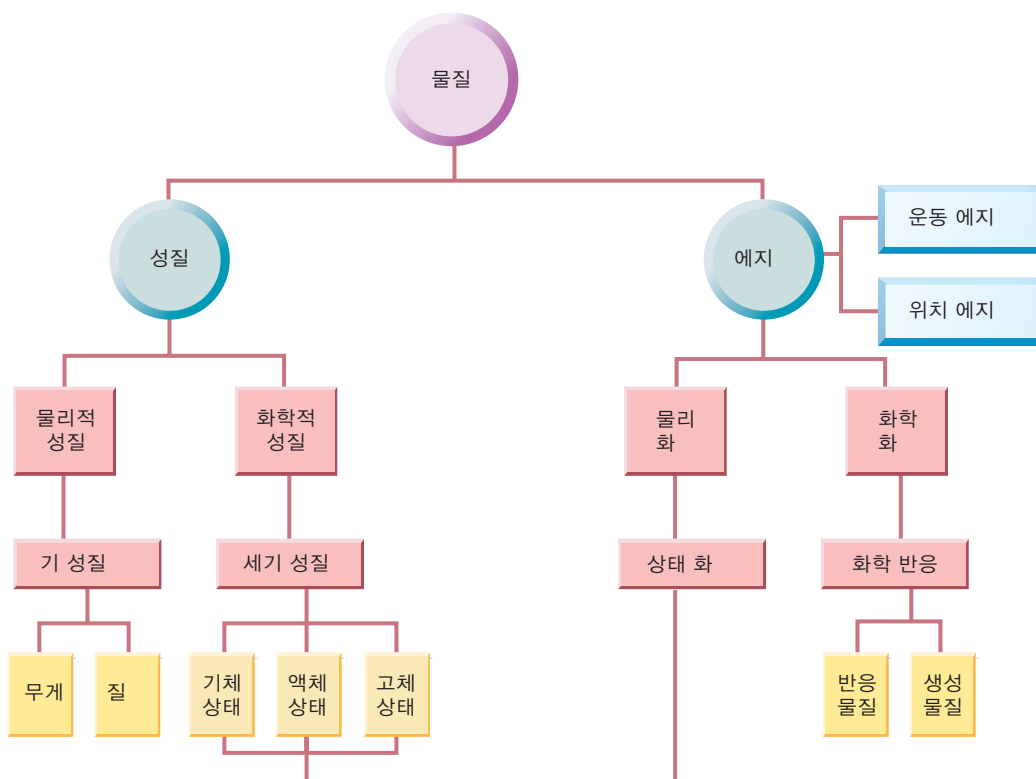 물질
성질
에지
운동 에지
위치 에지
물리적
성질
화학적
성질
물리
화
화학
화
기 성질
세기 성질
상태 화
화학 반응
무게
질
기체
상태
액체
상태
고체
상태
반응
물질
생성
물질